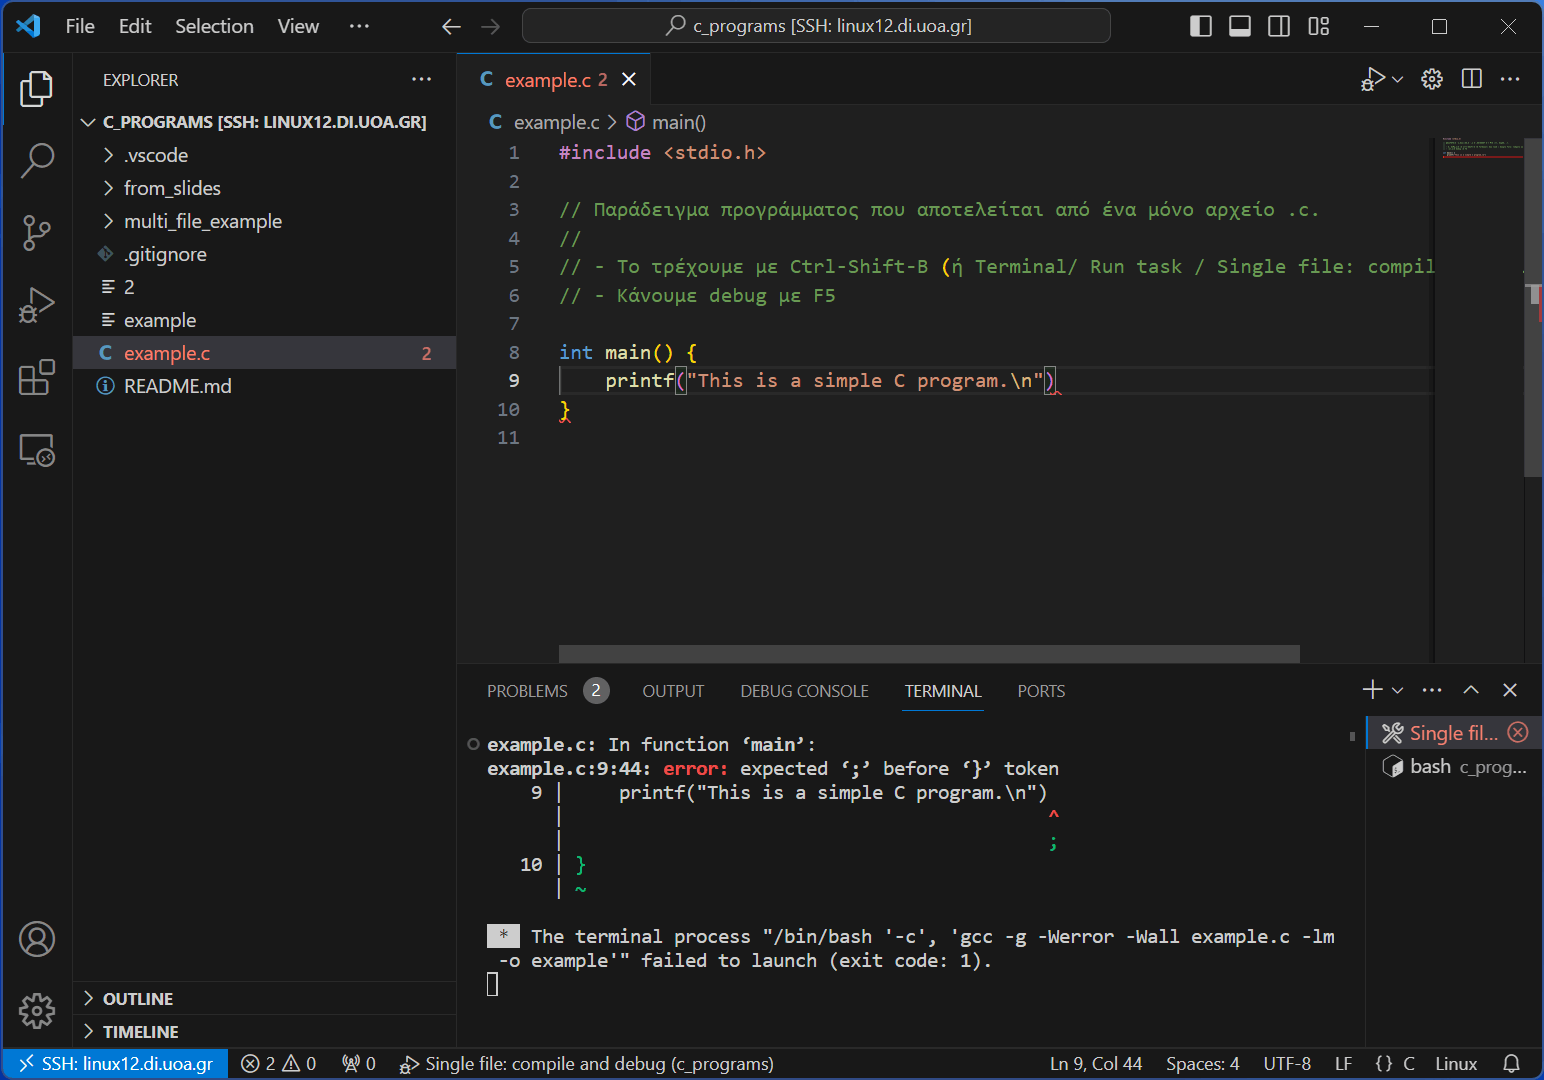 File Edit Selection View ···
c_programs [SSH: linux12.di.uoa.gr]
EXPLORER
C_PROGRAMS [SSH: LINUX12.DI.UOA.GR]
.vscode
from_slides
multi_file_example
.gitignore
2
example
C example.c 2
README.md
OUTLINE
TIMELINE
C example.c 2
C example.c > main()
1 #include <stdio.h>
2
3 // Παράδειγμα προγράμματος που αποτελείται από ένα μόνο αρχείο .c.
4 //
5 // - Το τρέχουμε με Ctrl-Shift-B (ή Terminal/ Run task / Single file: compil
6 // - Κάνουμε debug με F5
7
8 int main() {
9 printf("This is a simple C program.\n")
10 }
11
PROBLEMS 2 OUTPUT DEBUG CONSOLE TERMINAL PORTS
example.c: In function ‘main’:
example.c:9:44: error: expected ‘;’ before ‘}’ token
9 | printf("This is a simple C program.\n")
| ^
| ;
10 | }
| ~
* The terminal process "/bin/bash '-c', 'gcc -g -Werror -Wall example.c -lm
-o example'" failed to launch (exit code: 1).
Single fil...
bash c_prog...
SSH: linux12.di.uoa.gr 2 0 0 Single file: compile and debug (c_programs) Ln 9, Col 44 Spaces: 4 UTF-8 LF {} C Linux